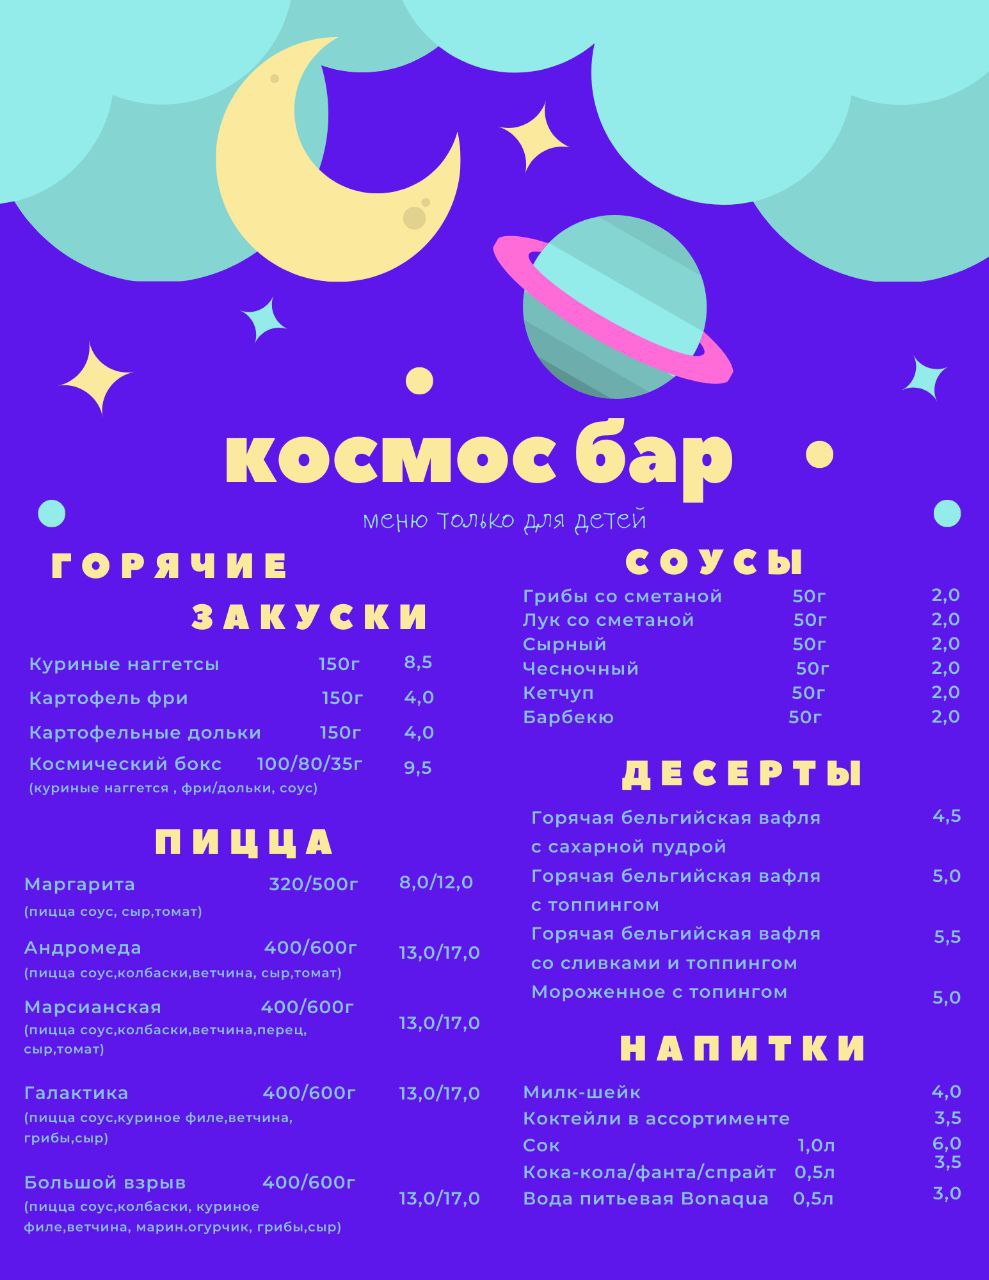 космос бар
меню только для детей
ГОРЯЧИЕ
ЗАКУСКИ
Куриные наггетсы 150г 8,5
Картофель фри 150г 4,0
Картофельные дольки 150г 4,0
Космический бокс 100/80/35г 9,5
(куриные наггетса , фри/дольки, соус)
ПИЦЦА
Маргарита 320/500г 8,0/12,0
(пицца соус, сыр,томат)
Андромеда 400/600г 13,0/17,0
(пицца соус,колбаски,ветчина, сыр,томат)
Марсианская 400/600г 13,0/17,0
(пицца соус,колбаски,ветчина,перец,
сыр,томат)
Галактика 400/600г 13,0/17,0
(пицца соус,куриное филе,ветчина,
грибы,сыр)
Большой взрыв 400/600г 13,0/17,0
(пицца соус,колбаски, куриное
филе,ветчина, марин.огурчик, грибы,сыр)
СОУСЫ
Грибы со сметаной 50г 2,0
Лук со сметаной 50г 2,0
Сырный 50г 2,0
Чесночный 50г 2,0
Кетчуп 50г 2,0
Барбекю 50г 2,0
ДЕСЕРТЫ
Горячая бельгийская вафля 4,5
с сахарной пудрой
Горячая бельгийская вафля 5,0
с топпингом
Горячая бельгийская вафля 5,5
со сливками и топпингом
Мороженное с топингом 5,0
НАПИТКИ
Милк-шейк 4,0
Коктейли в ассортименте 3,5
Сок 1,0л 6,0
Кока-кола/фанта/спрайт 0,5л 3,5
Вода питьевая Bonaqua 0,5л 3,0